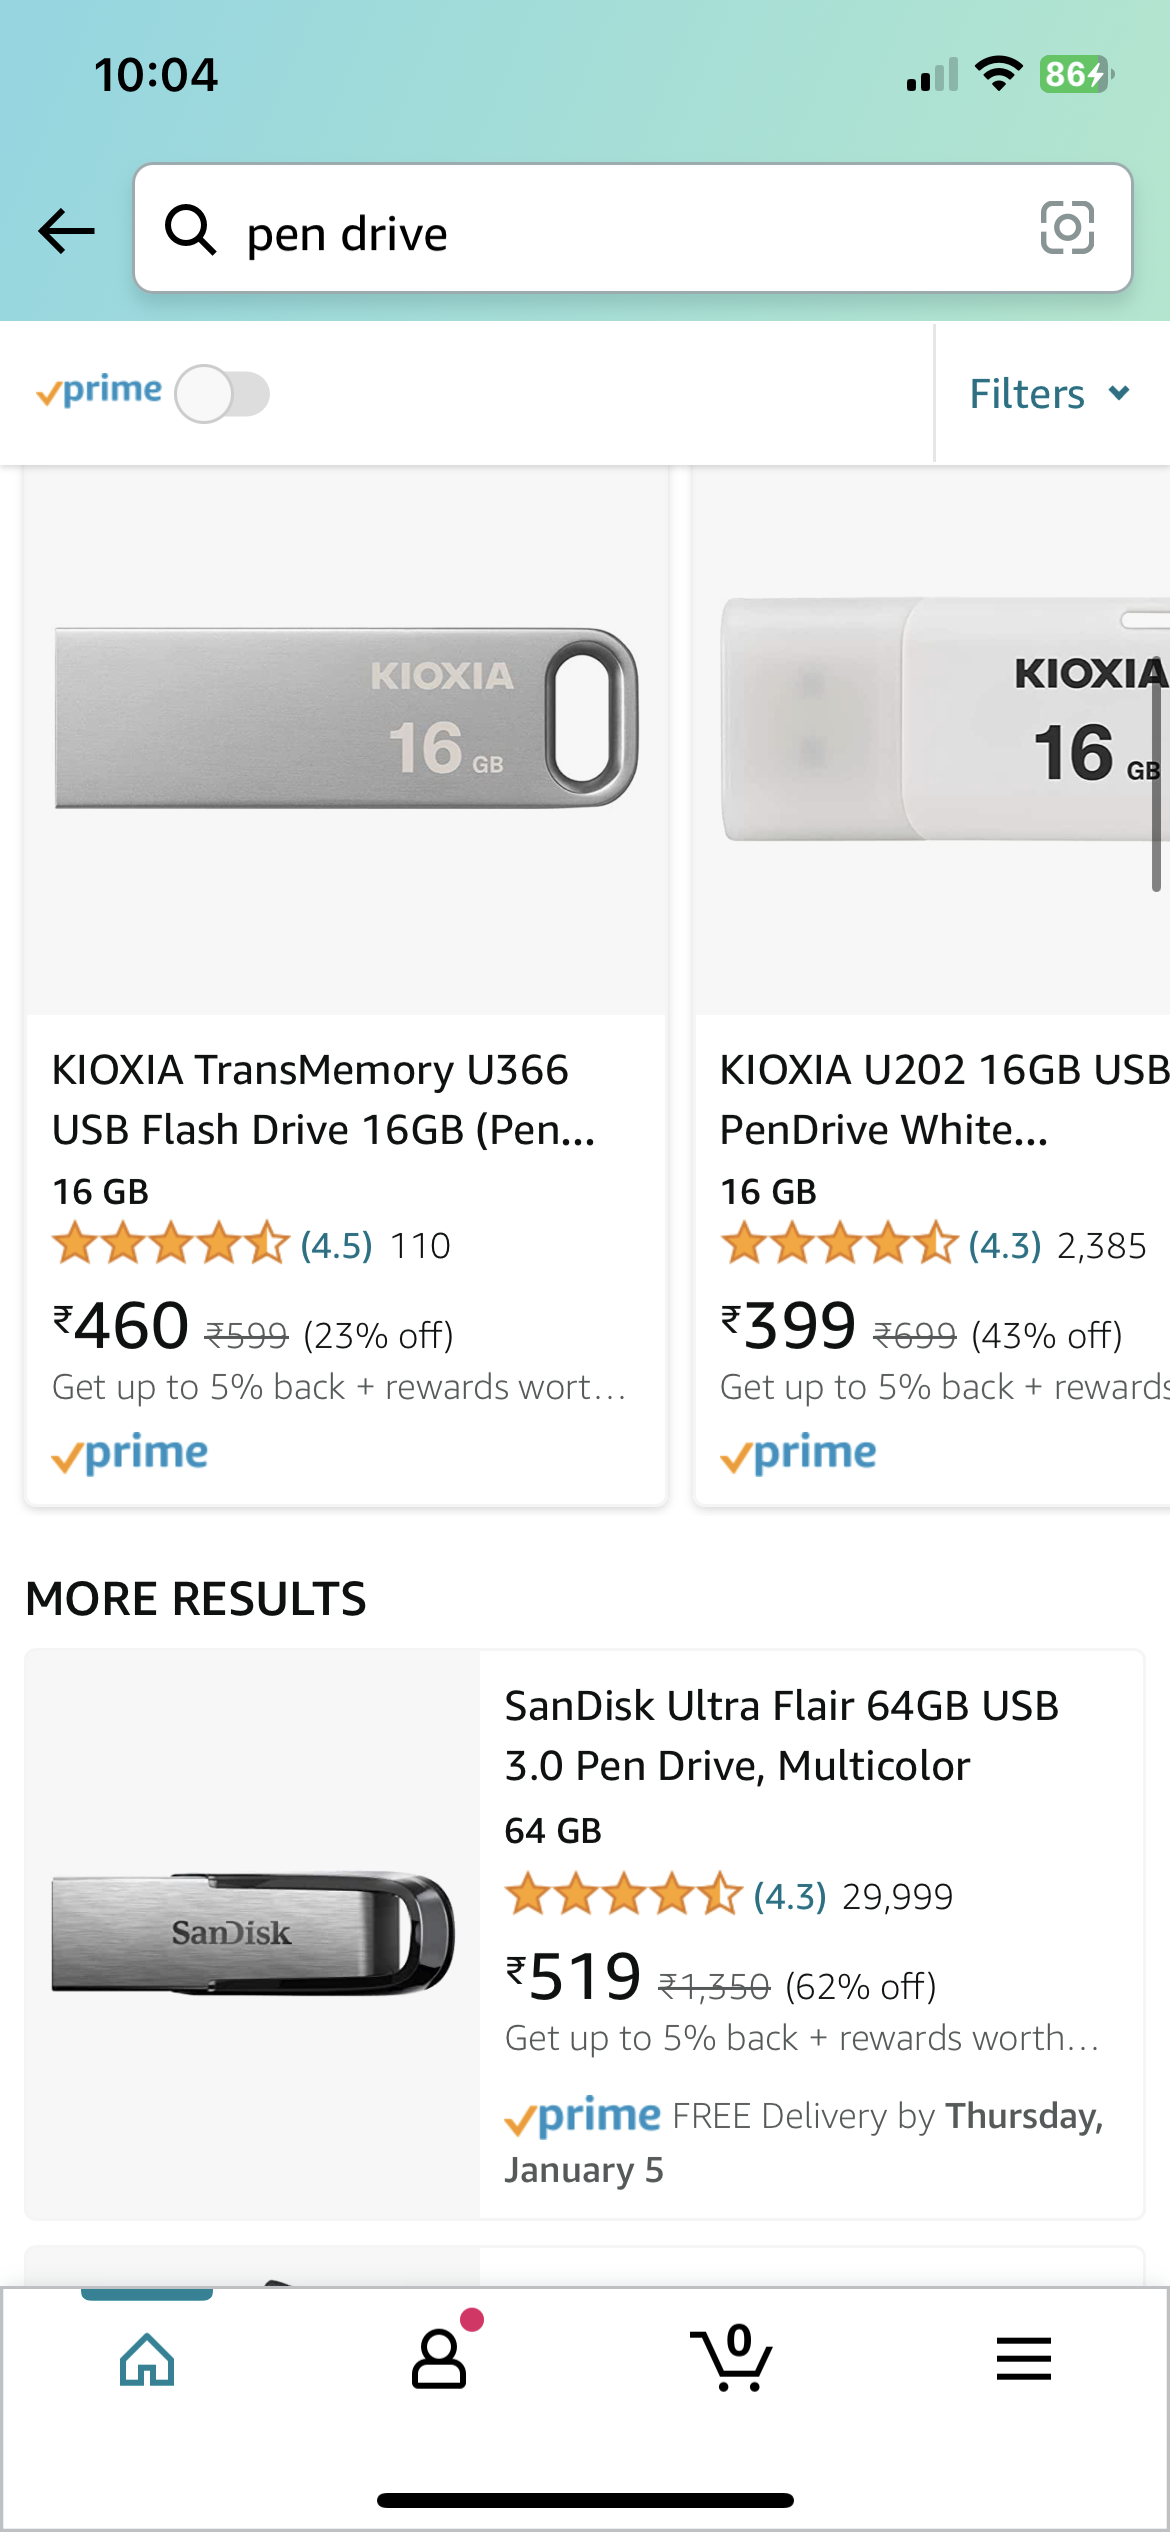 10:04
86
pen drive
prime
Filters
KIOXIA
16 GB
KIOXIA
16 GB
KIOXIA TransMemory U366
USB Flash Drive 16GB (Pen...
16 GB
(4.5) 110
₹460 ₹599 (23% off)
Get up to 5% back + rewards wort...
prime
KIOXIA U202 16GB USB
PenDrive White...
16 GB
(4.3) 2,385
₹399 ₹699 (43% off)
Get up to 5% back + rewards
prime
MORE RESULTS
SanDisk
SanDisk Ultra Flair 64GB USB
3.0 Pen Drive, Multicolor
64 GB
(4.3) 29,999
₹519 ₹1,350 (62% off)
Get up to 5% back + rewards worth...
prime FREE Delivery by Thursday,
January 5
0